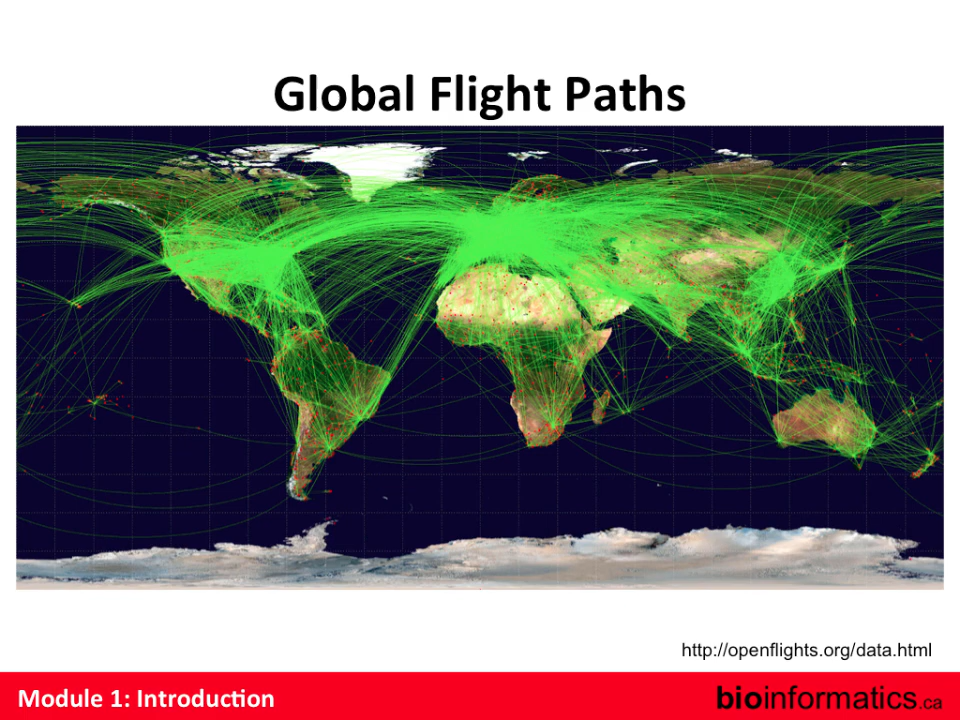 Global Flight Paths
http://openflights.org/data.html
Module 1: Introduction
bioinformatics.ca